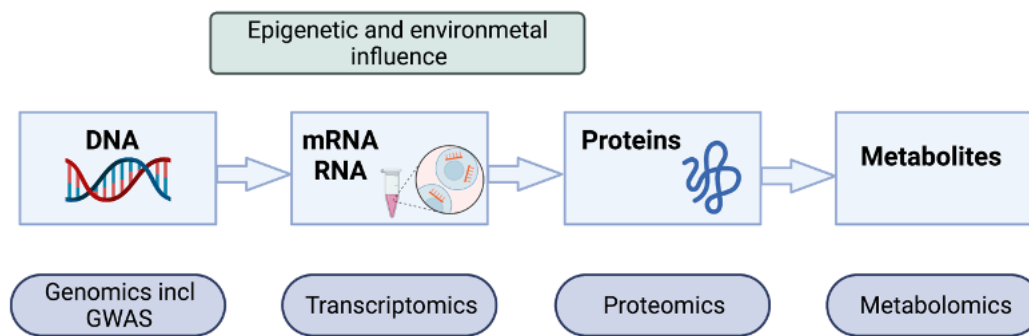 Epigenetic and environmetal
influence
DNA
mRNA
RNA
Proteins
Metabolites
Genomics incl
GWAS
Transcriptomics
Proteomics
Metabolomics